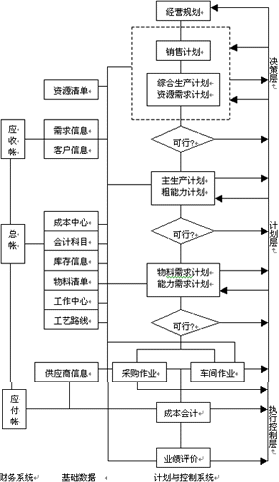 经营规划
销售计划
决策层
综合生产计划
资源需求计划
资源清单
应收帐
需求信息
客户信息
可行?
主生产计划
粗能力计划
总帐
成本中心
会计科目
库存信息
物料清单
工作中心
工艺路线
可行?
计划层
物料需求计划
能力需求计划
可行?
供应商信息
采购作业
车间作业
应付帐
成本会计
执行控制层
业绩评价
财务系统 基础数据 计划与控制系统